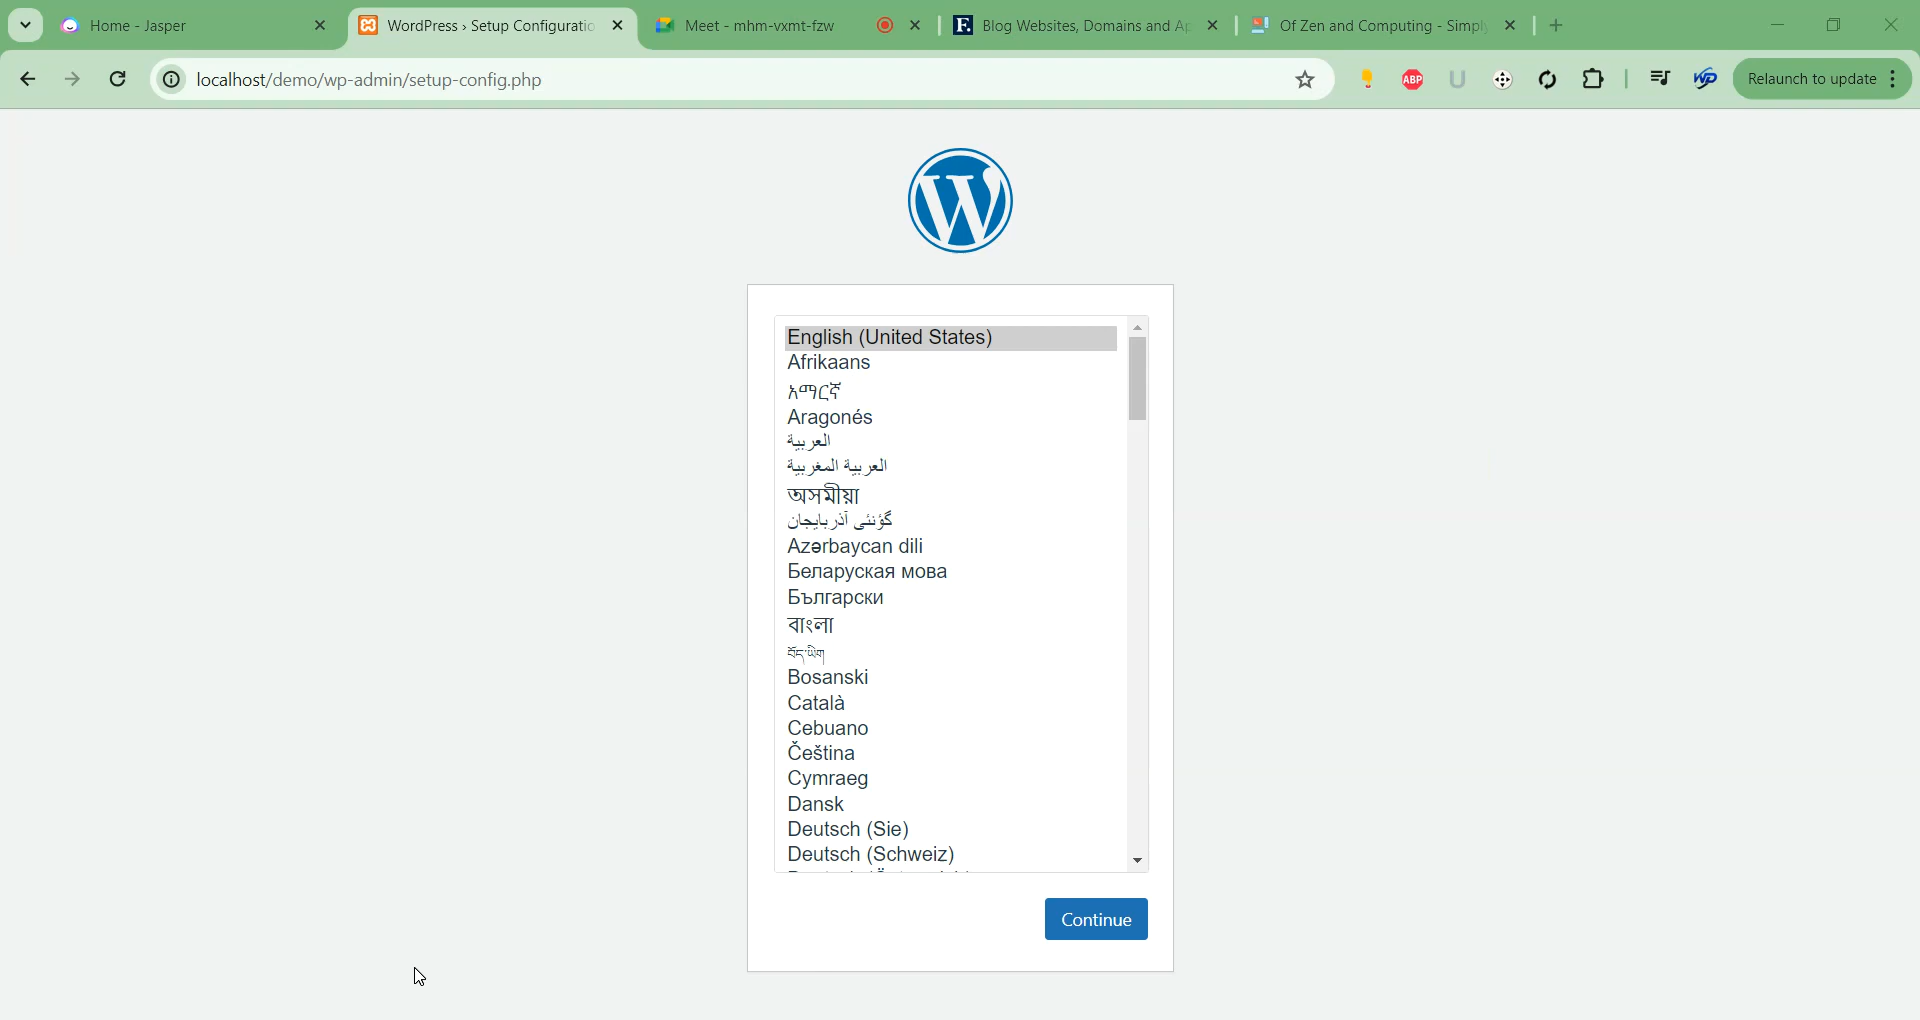 Home - Jasper
WordPress › Setup Configuratio
Meet - mhm-vxmt-fzw
Blog Websites, Domains and Ap
Of Zen and Computing - Simply
localhost/demo/wp-admin/setup-config.php
ABP
Relaunch to update
English (United States)
Afrikaans
አማርኛ
Aragonés
العربية
العربية المغربية
অসমীয়া
گؤنئی آذربایجان
Azərbaycan dili
Беларуская мова
Български
বাংলা
བོད་ཡིག
Bosanski
Català
Cebuano
Čeština
Cymraeg
Dansk
Deutsch (Sie)
Deutsch (Schweiz)
Continue